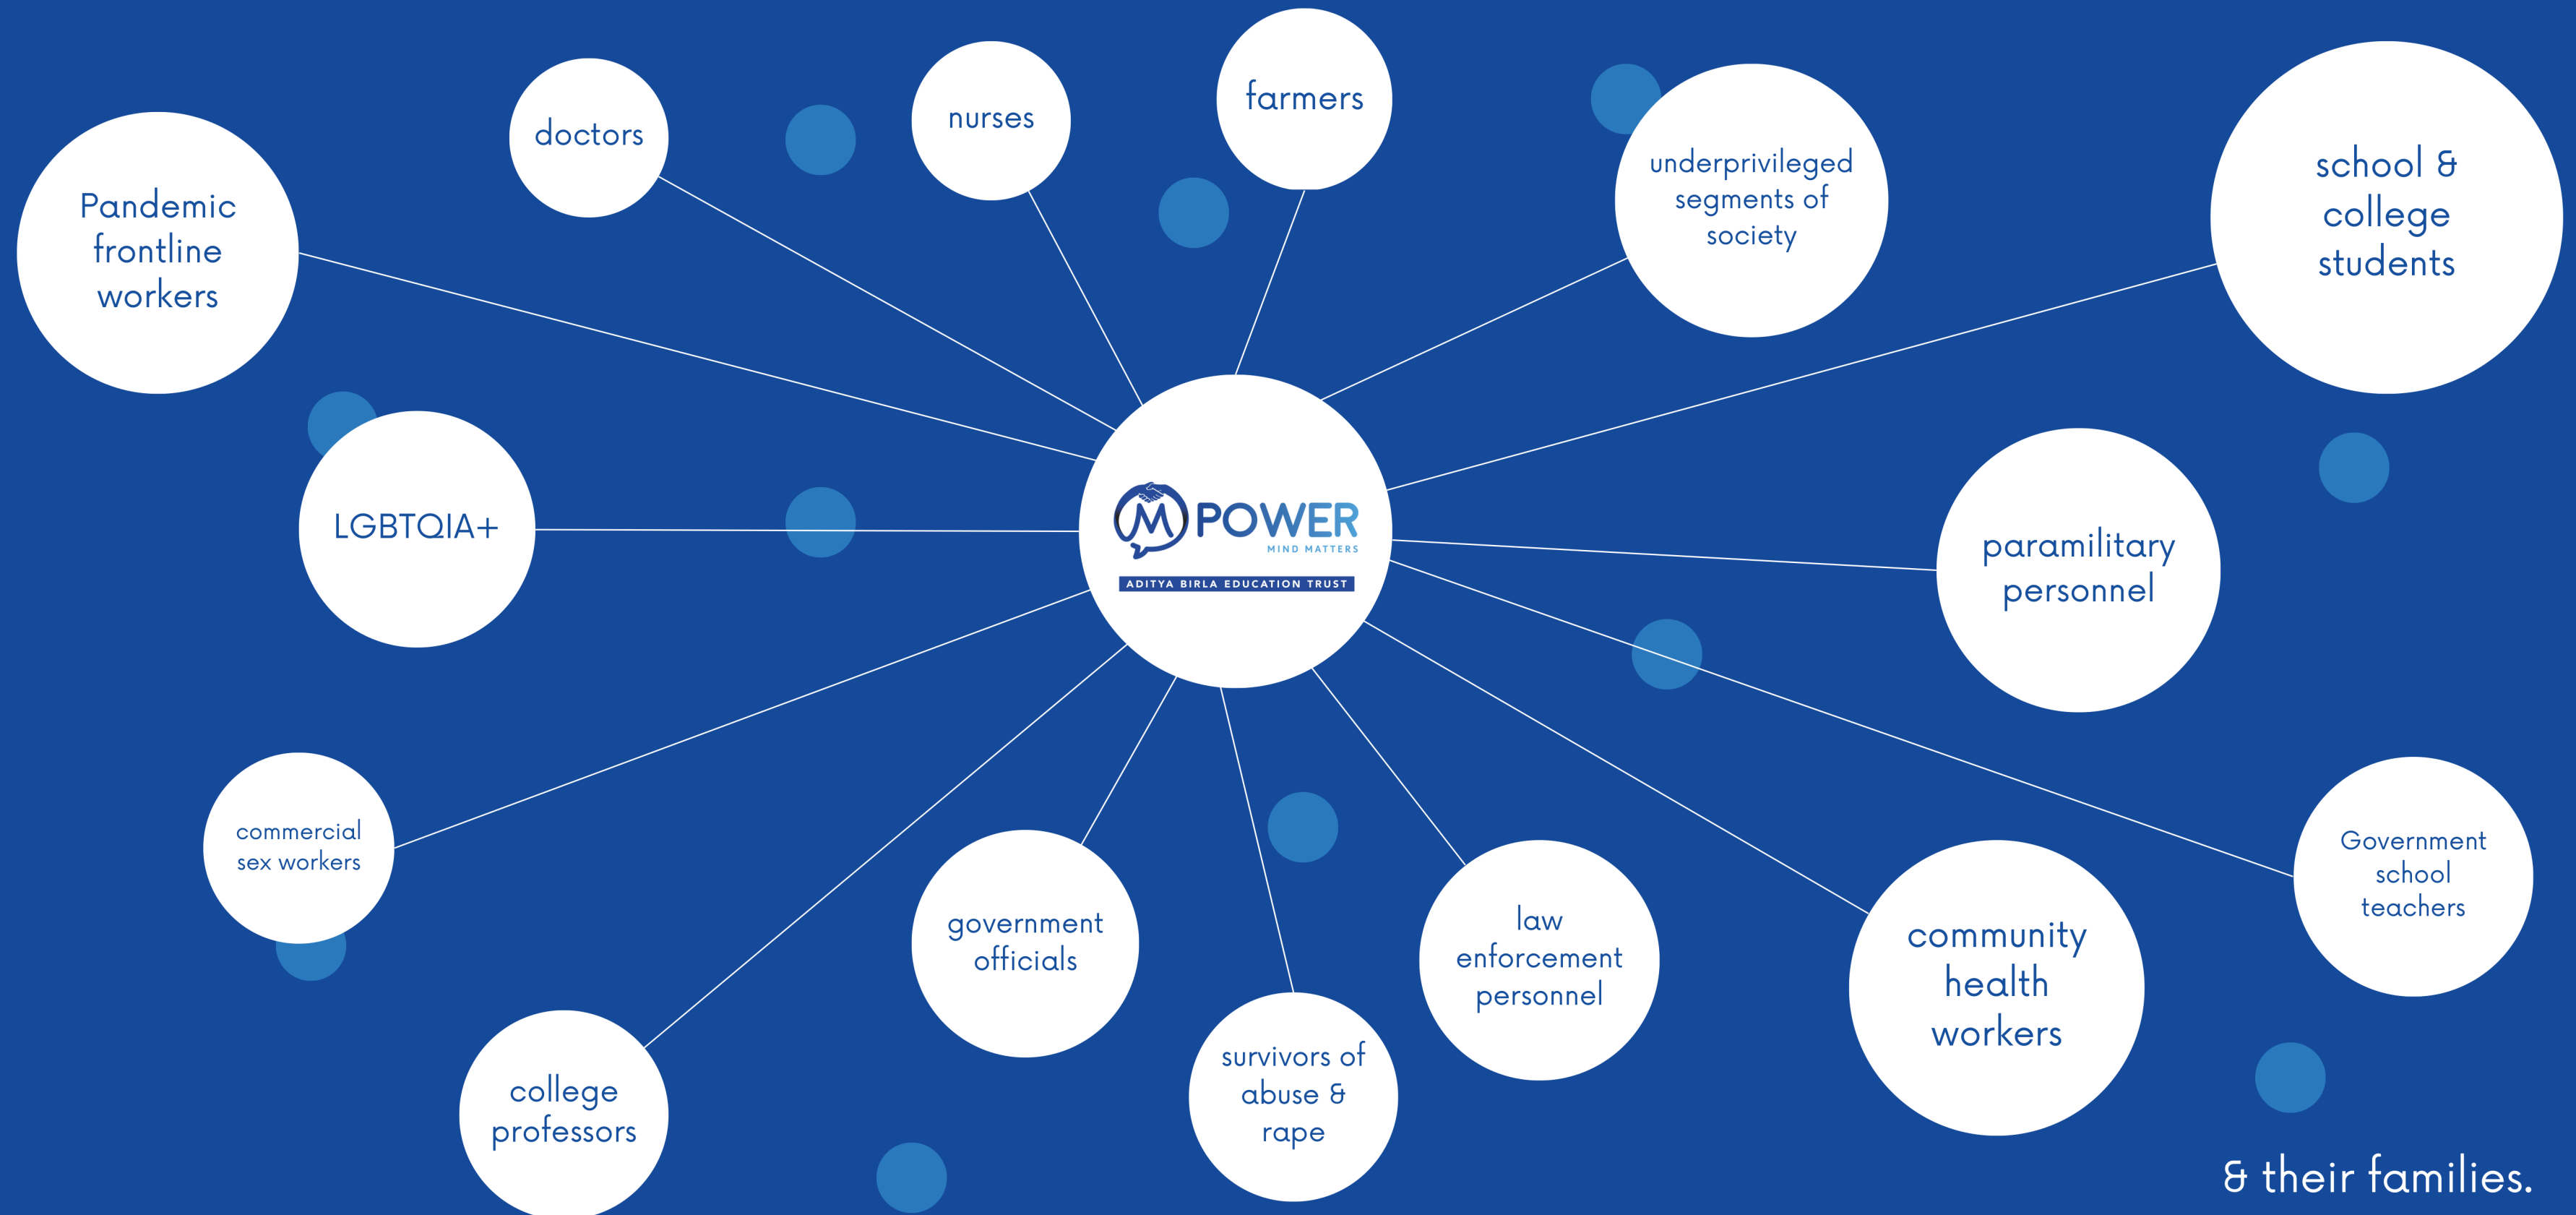 Pandemic
frontline
workers
doctors
nurses
farmers
underprivileged
segments of
society
school &
college
students
LGBTQIA+
M POWER
MIND MATTERS
ADITYA BIRLA EDUCATION TRUST
paramilitary
personnel
commercial
sex workers
college
professors
government
officials
survivors of
abuse &
rape
law
enforcement
personnel
community
health
workers
Government
school
teachers
& their families.